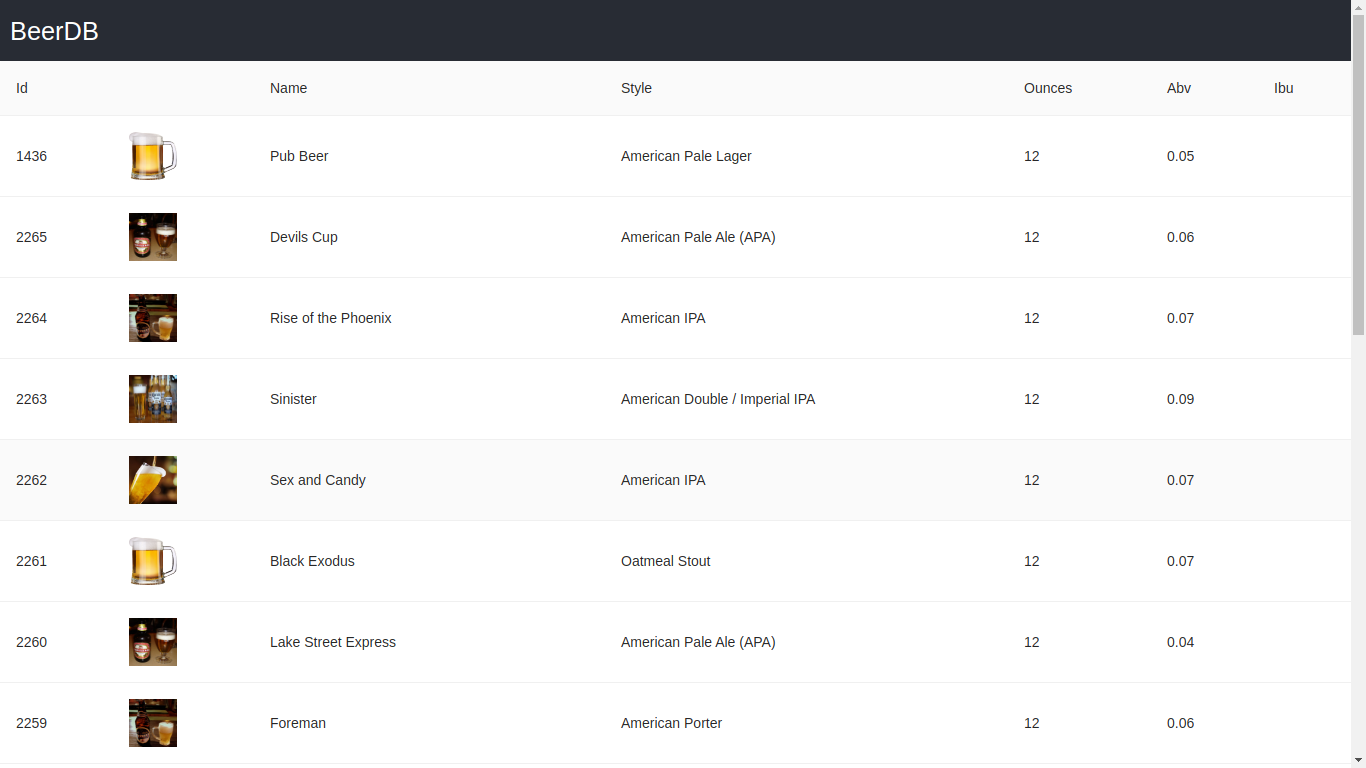 BeerDB
Id Name Style Ounces Abv Ibu
1436 Pub Beer American Pale Lager 12 0.05
2265 Devils Cup American Pale Ale (APA) 12 0.06
2264 Rise of the Phoenix American IPA 12 0.07
2263 Sinister American Double / Imperial IPA 12 0.09
2262 Sex and Candy American IPA 12 0.07
2261 Black Exodus Oatmeal Stout 12 0.07
2260 Lake Street Express American Pale Ale (APA) 12 0.04
2259 Foreman American Porter 12 0.06